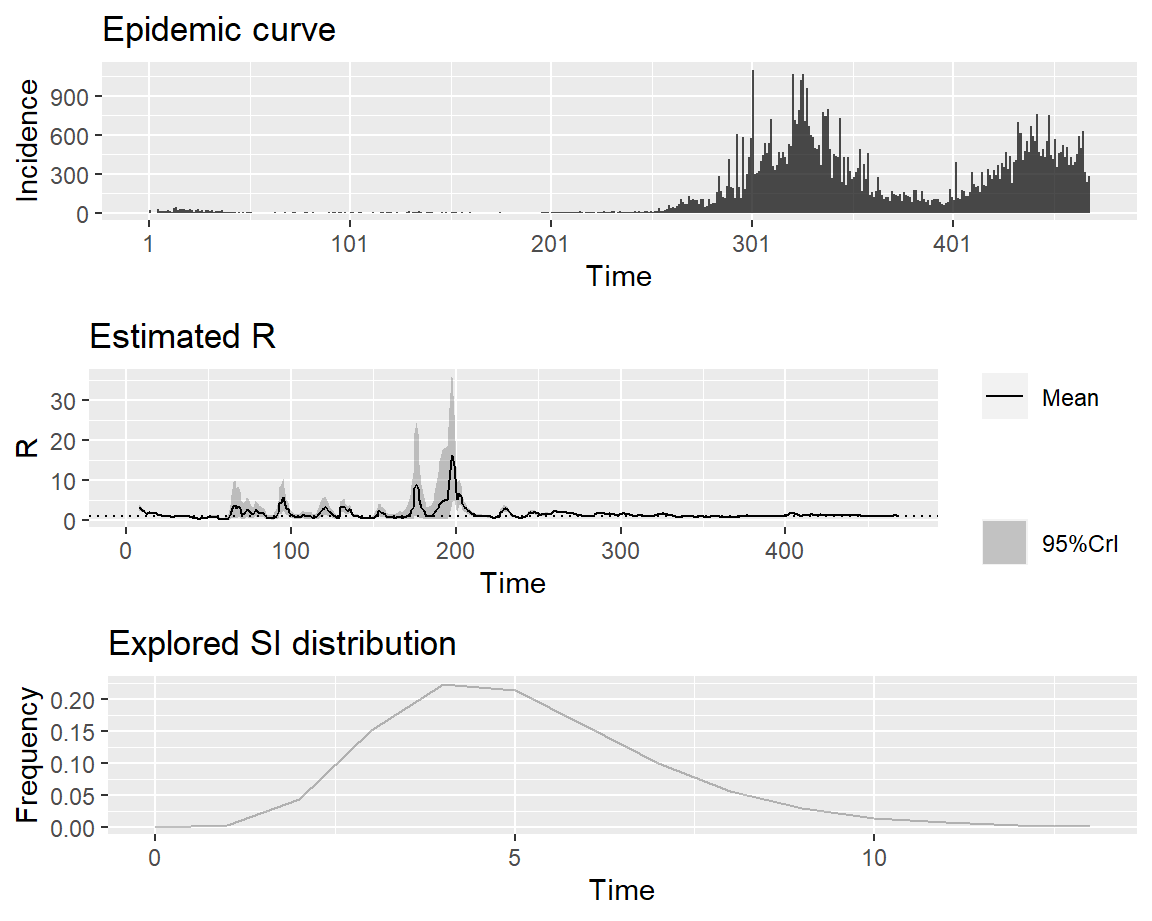 Epidemic curve
Incidence
900
600
300
0
1 101 201 301 401
Time
Estimated R
R
30
20
10
0
0 100 200 300 400
Time
Mean
95%CrI
Explored SI distribution
Frequency
0.20
0.15
0.10
0.05
0.00
0 5 10
Time